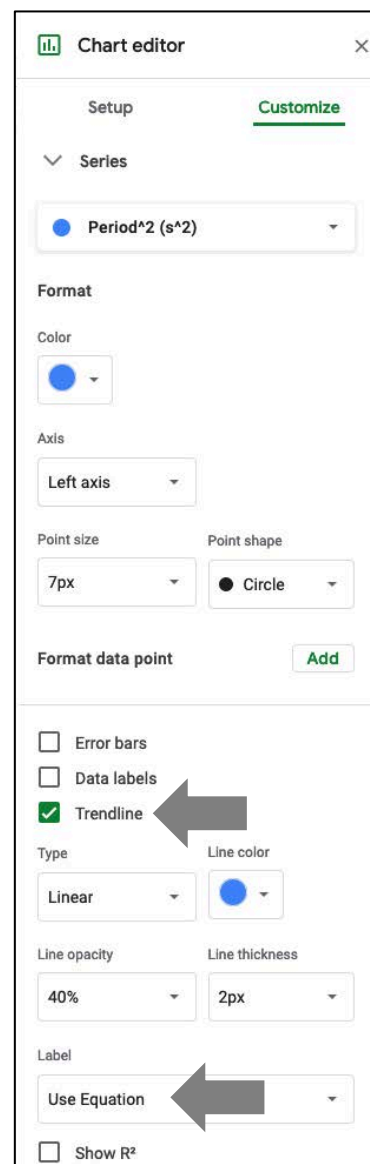 Chart editor
Setup Customize
Series
Period^2 (s^2)
Format
Color
Axis
Left axis
Point size Point shape
7px Circle
Format data point Add
Error bars
Data labels
Trendline
Type Line color
Linear
Line opacity Line thickness
40% 2px
Label
Use Equation
Show R²